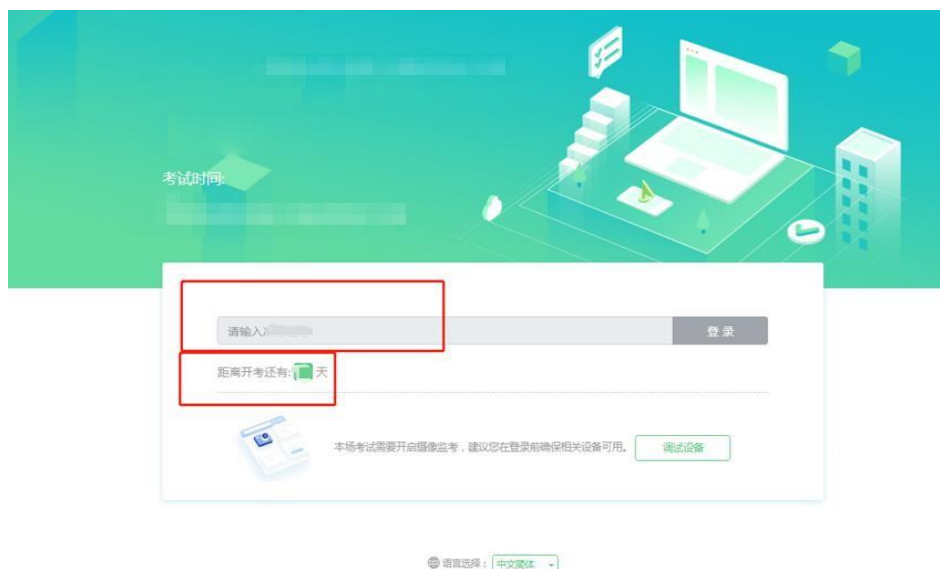 考试时间:
请输入
登 录
距离开考还有: 天
本场考试需要开启摄像监考，建议您在登录前确保相关设备可用。
调试设备
语言选择： 中文简体